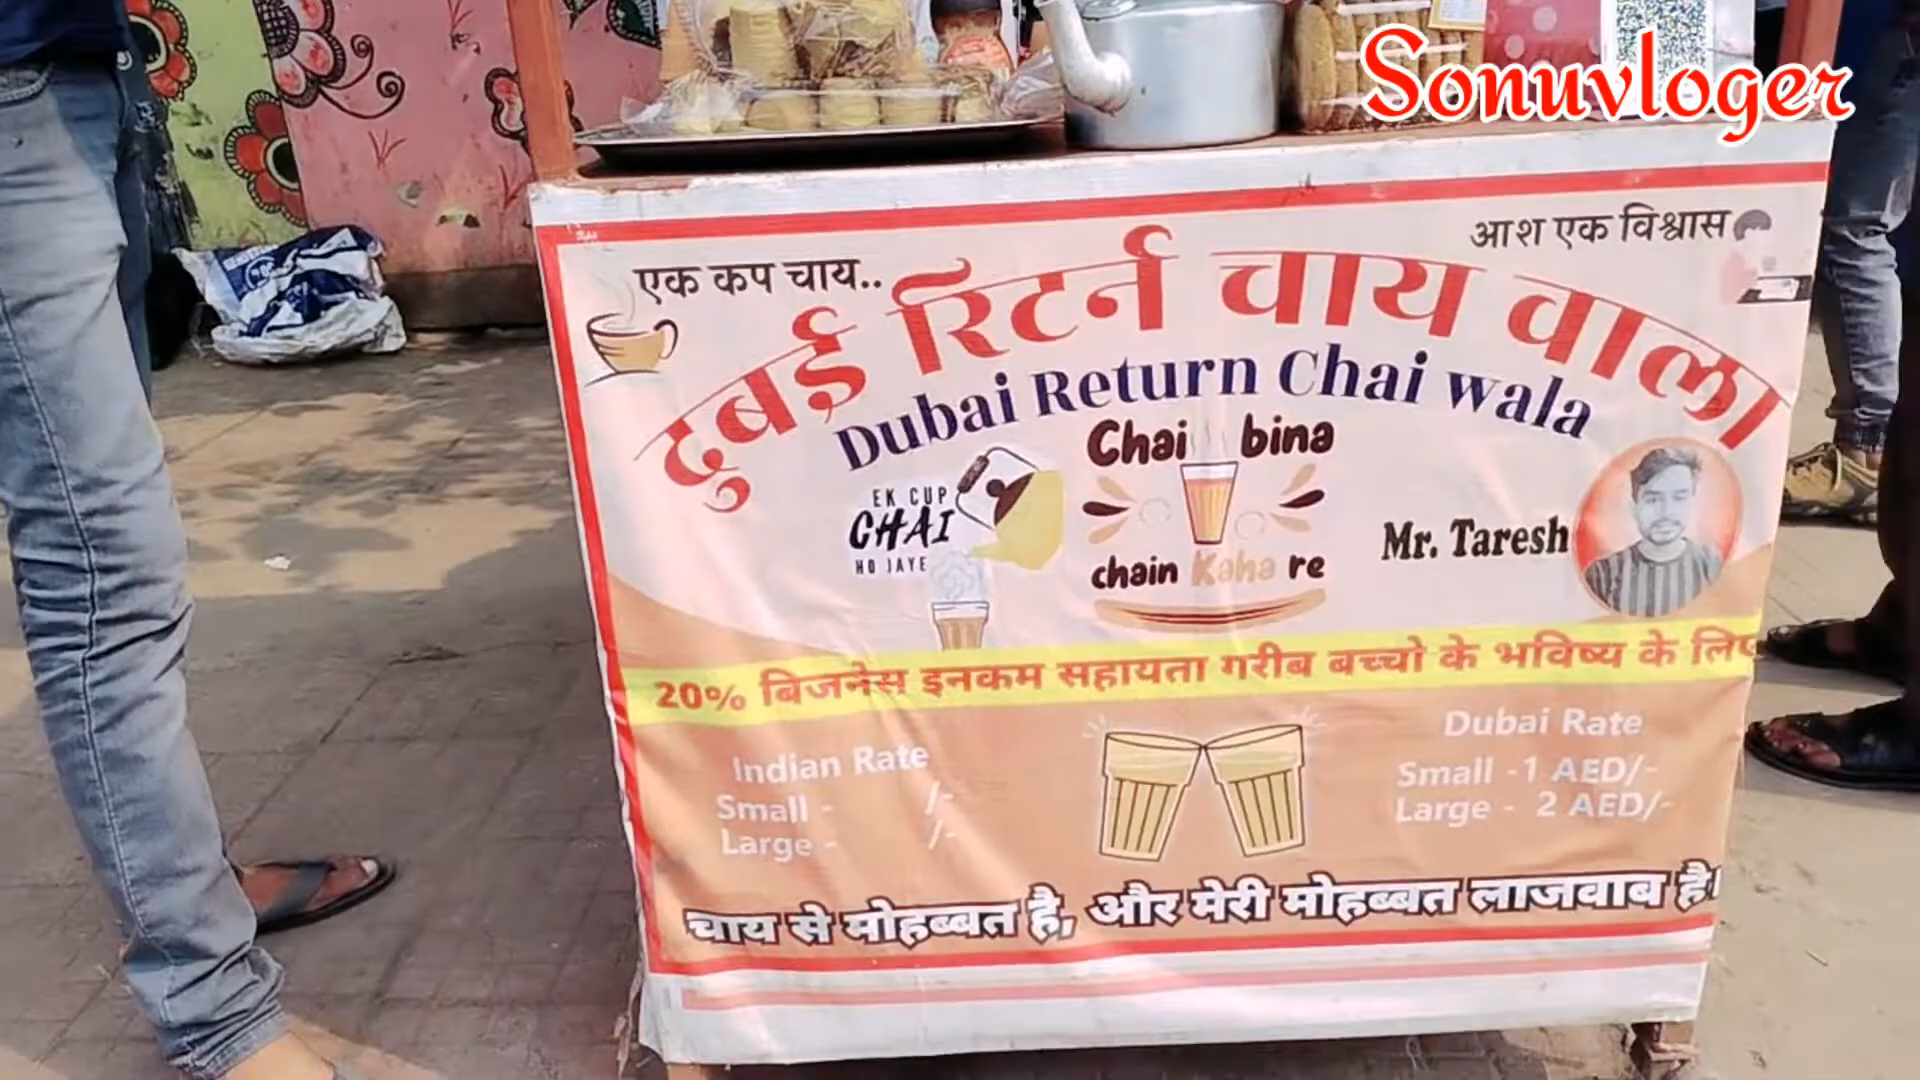 Sonuvloger
एक कप चाय..
आश एक विश्वास
दुबई रिटर्न चाय वाला
Dubai Return Chai wala
EK CUP
CHAI
HO JAYE
Chai bina
chain Kaha re
Mr. Taresh
20% बिजनेस इनकम सहायता गरीब बच्चो के भविष्य के लिए
Indian Rate
Small - /-
Large - /-
Dubai Rate
Small -1 AED/-
Large - 2 AED/-
चाय से मोहब्बत है, और मेरी मोहब्बत लाजवाब है।